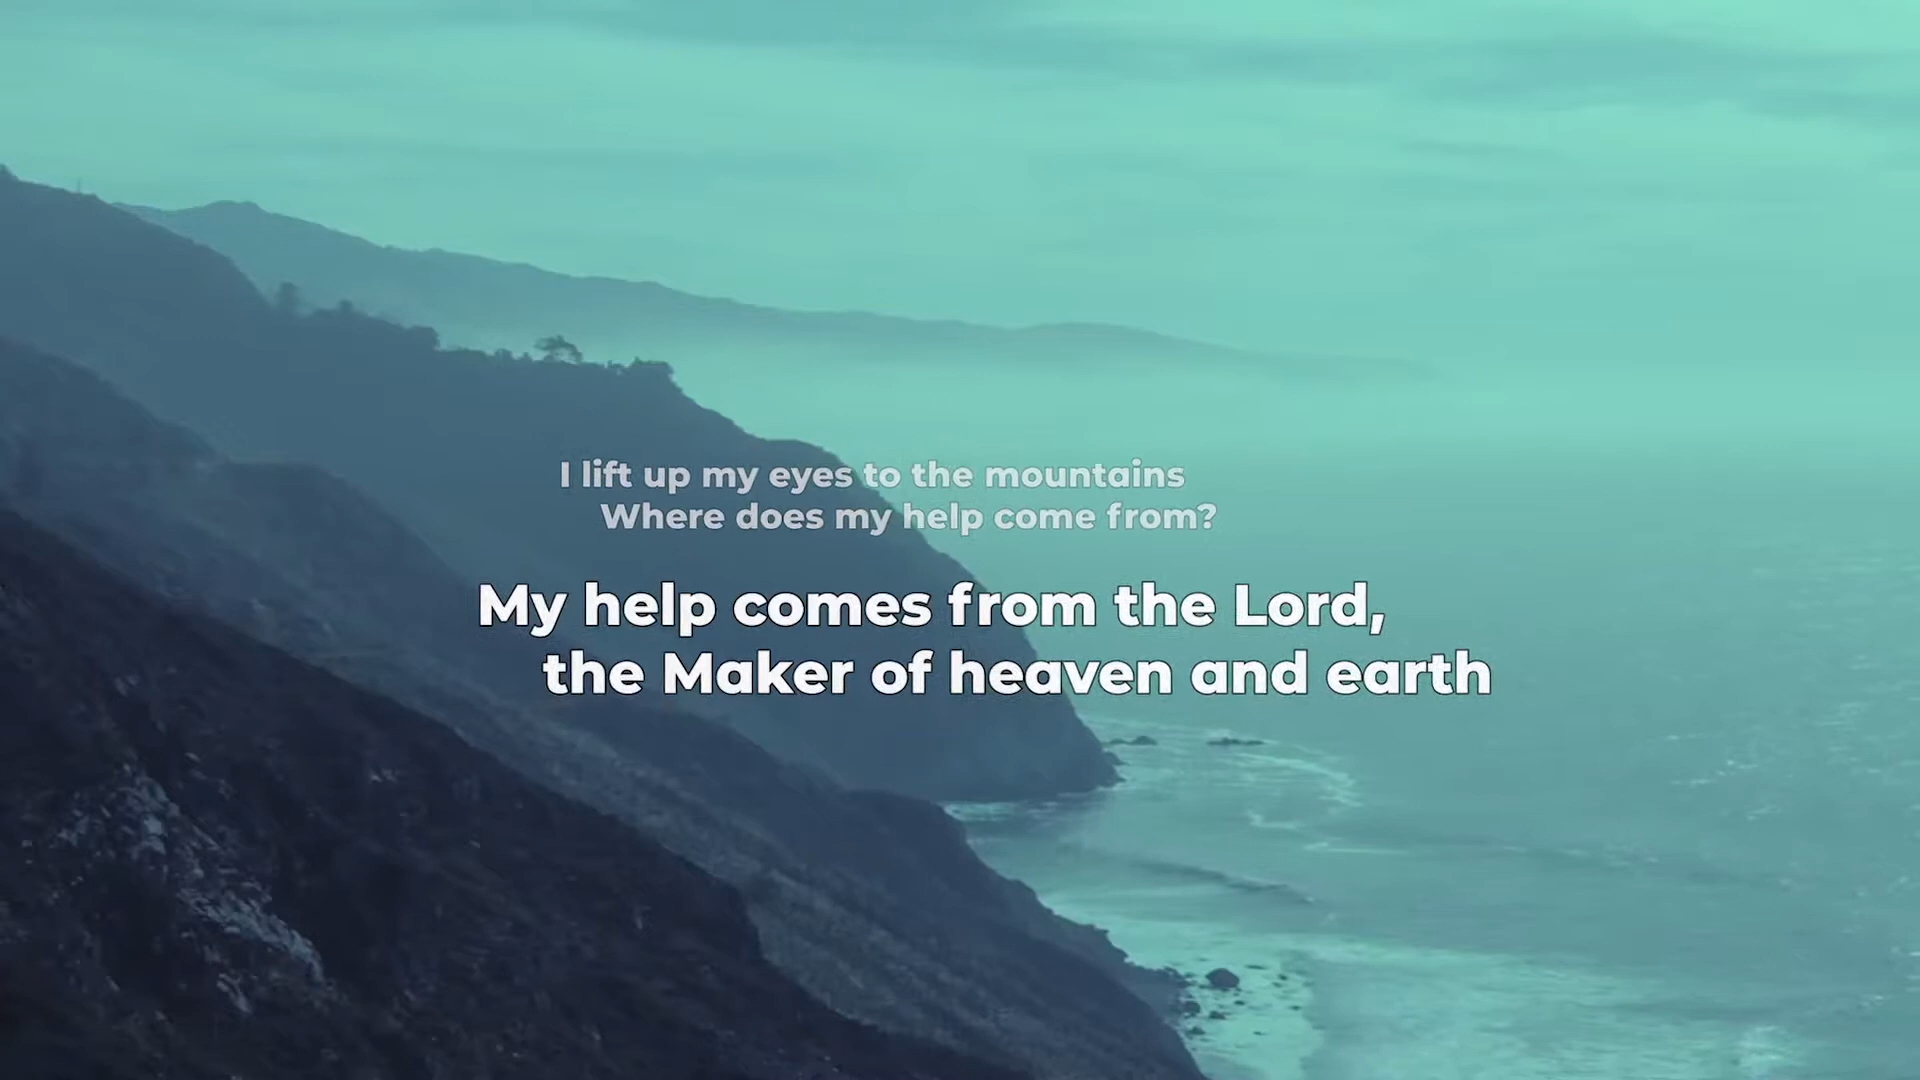 I lift up my eyes to the mountains
Where does my help come from?
My help comes from the Lord,
the Maker of heaven and earth